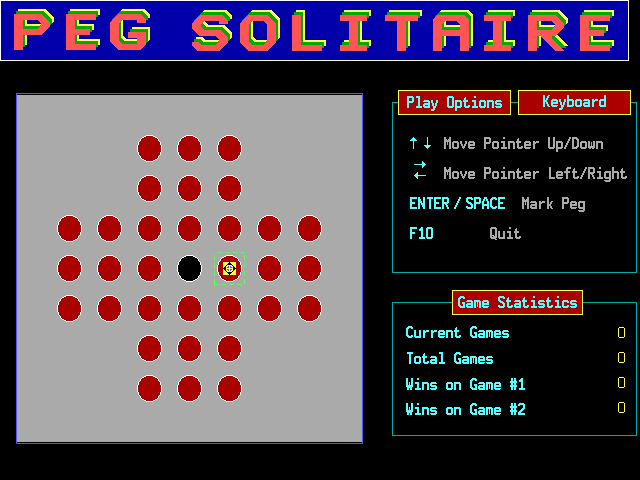 PEG SOLITAIRE
Play Options
Keyboard
↑ ↓ Move Pointer Up/Down
→ ← Move Pointer Left/Right
ENTER / SPACE Mark Peg
F10 Quit
Game Statistics
Current Games 0
Total Games 0
Wins on Game #1 0
Wins on Game #2 0